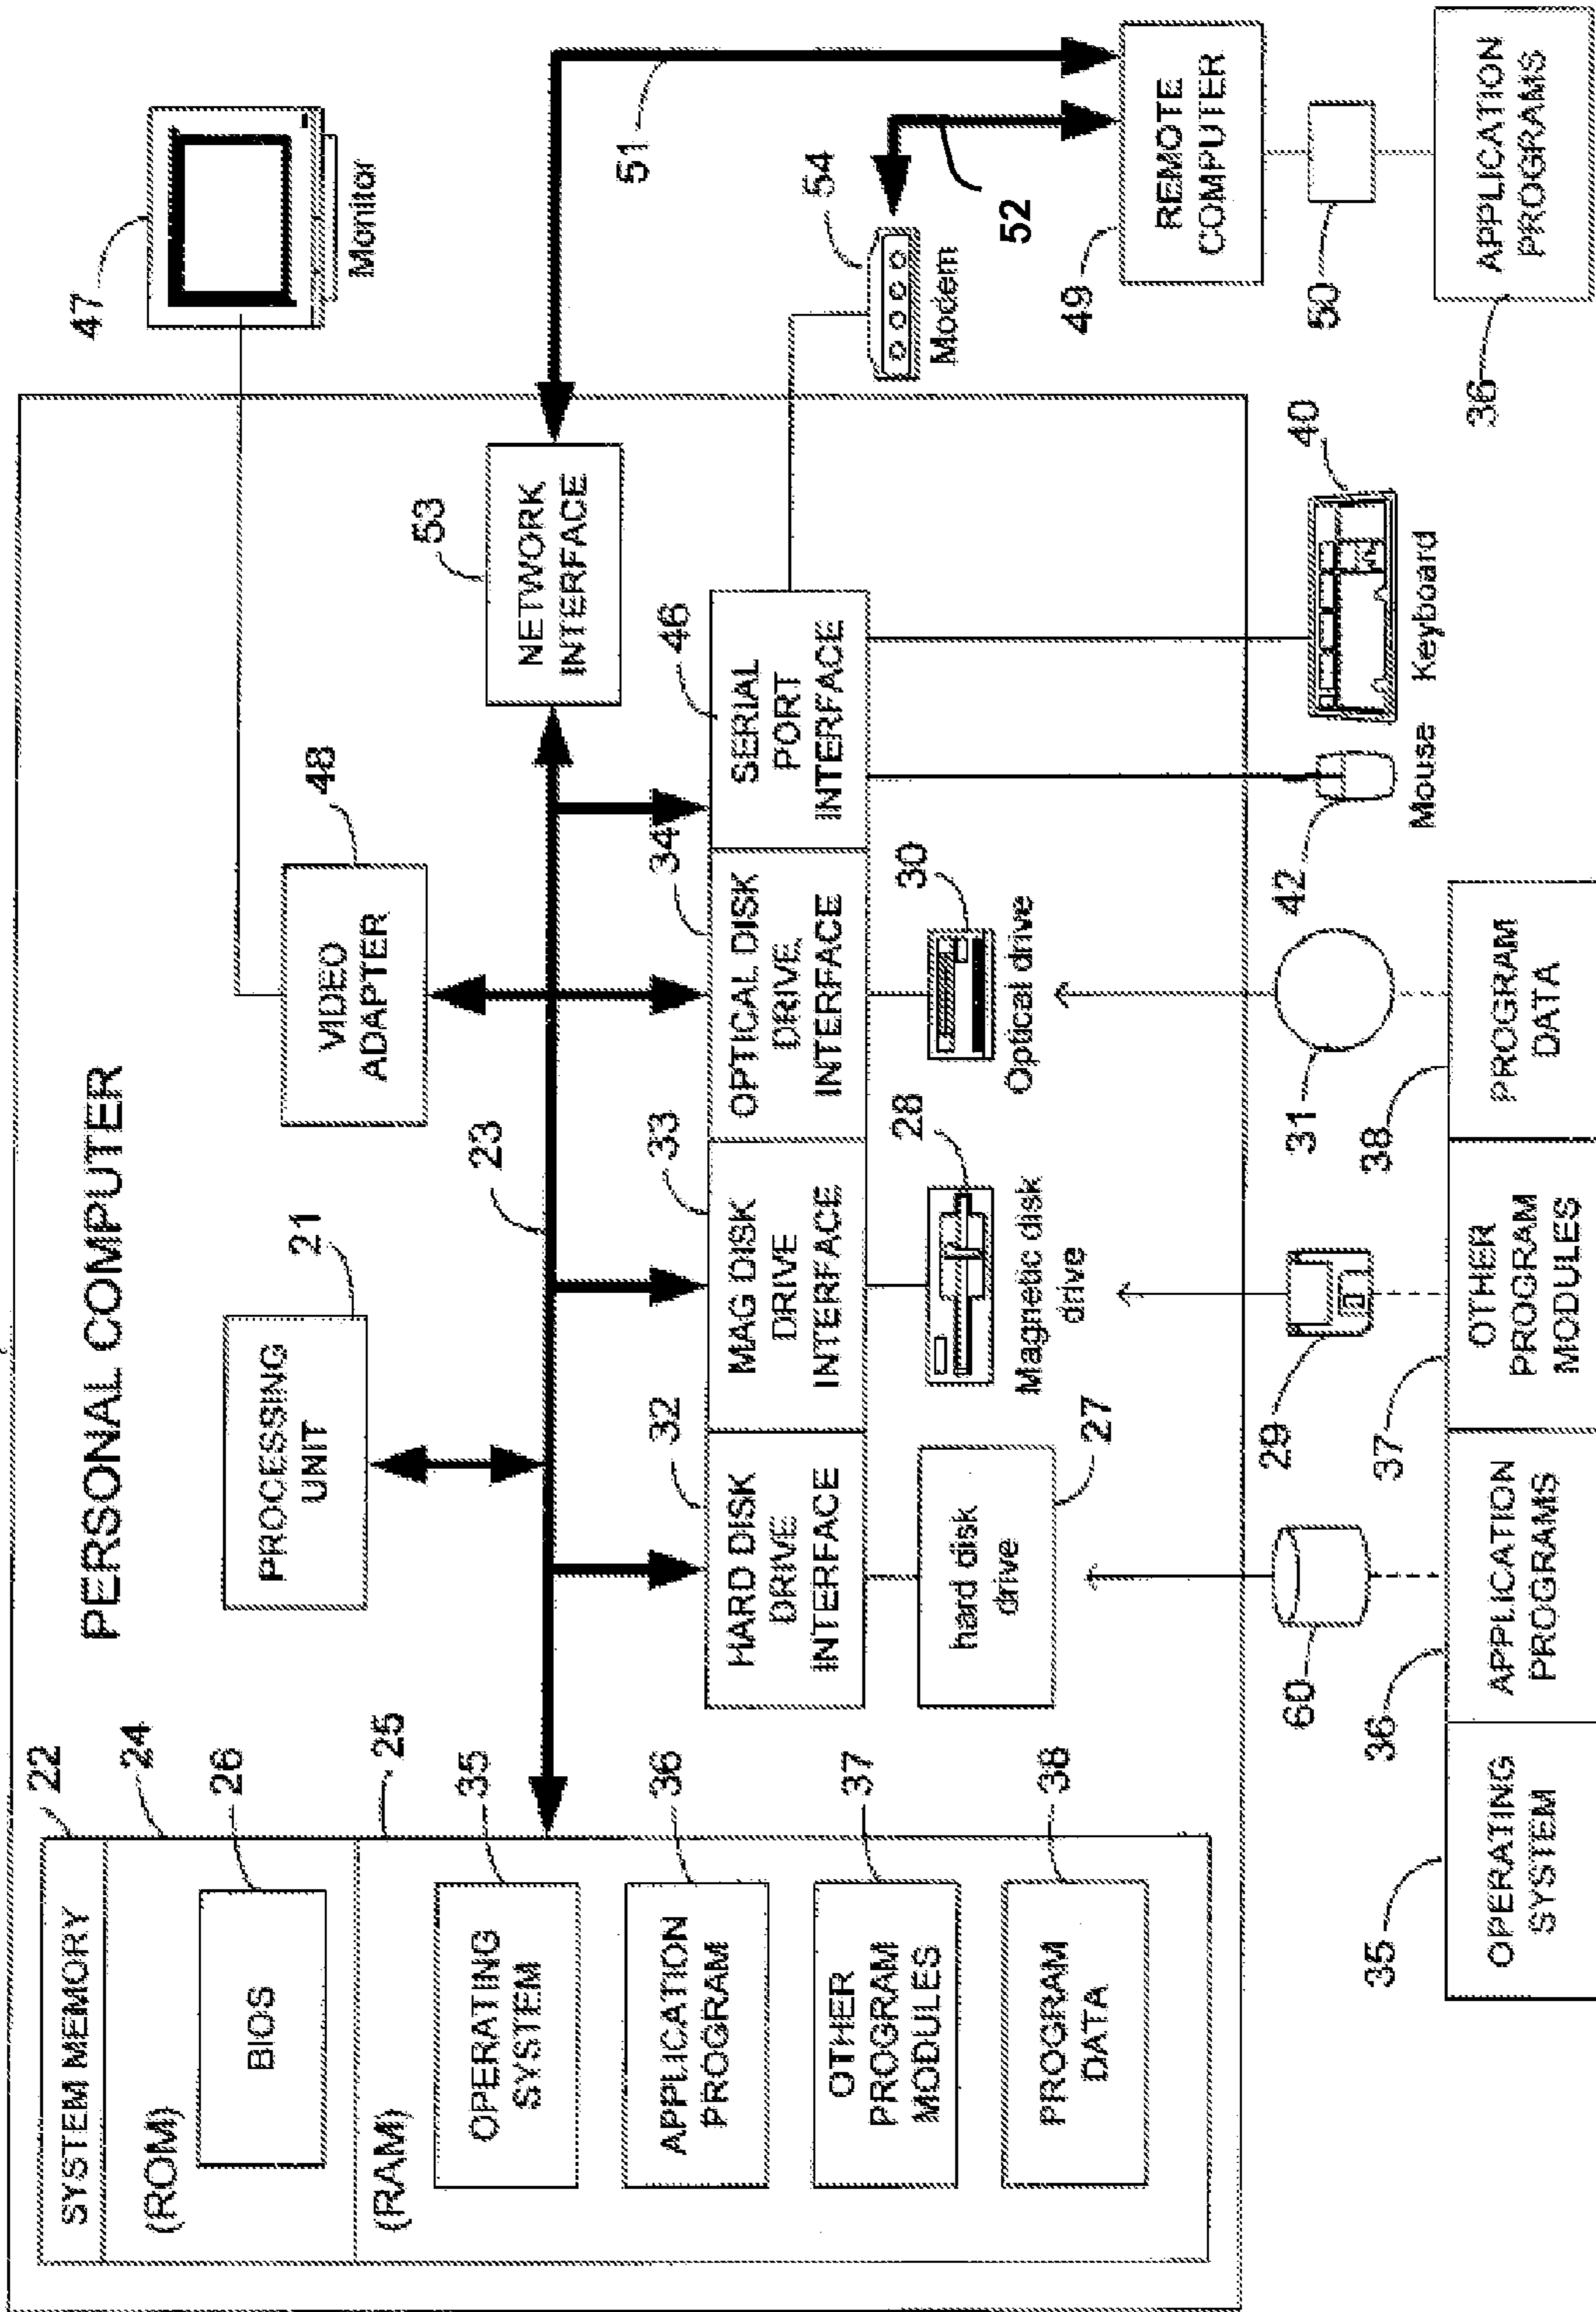 PERSONAL COMPUTER
SYSTEM MEMORY
22
(ROM)
24
BIOS
26
(RAM)
25
OPERATING
SYSTEM
35
APPLICATION
PROGRAM
36
OTHER
PROGRAM
MODULES
37
PROGRAM
DATA
38
PROCESSING
UNIT
21
VIDEO
ADAPTER
48
47
Monitor
23
53
NETWORK
INTERFACE
51
HARD DISK
DRIVE
INTERFACE
32
MAG DISK
DRIVE
INTERFACE
33
OPTICAL DISK
DRIVE
INTERFACE
34
SERIAL
PORT
INTERFACE
46
54
Modem
52
hard disk
drive
27
28
Magnetic disk
drive
30
Optical drive
49
REMOTE
COMPUTER
60
29
31
42
Mouse
40
Keyboard
50
35
OPERATING
SYSTEM
36
APPLICATION
PROGRAMS
37
OTHER
PROGRAM
MODULES
38
PROGRAM
DATA
36
APPLICATION
PROGRAMS